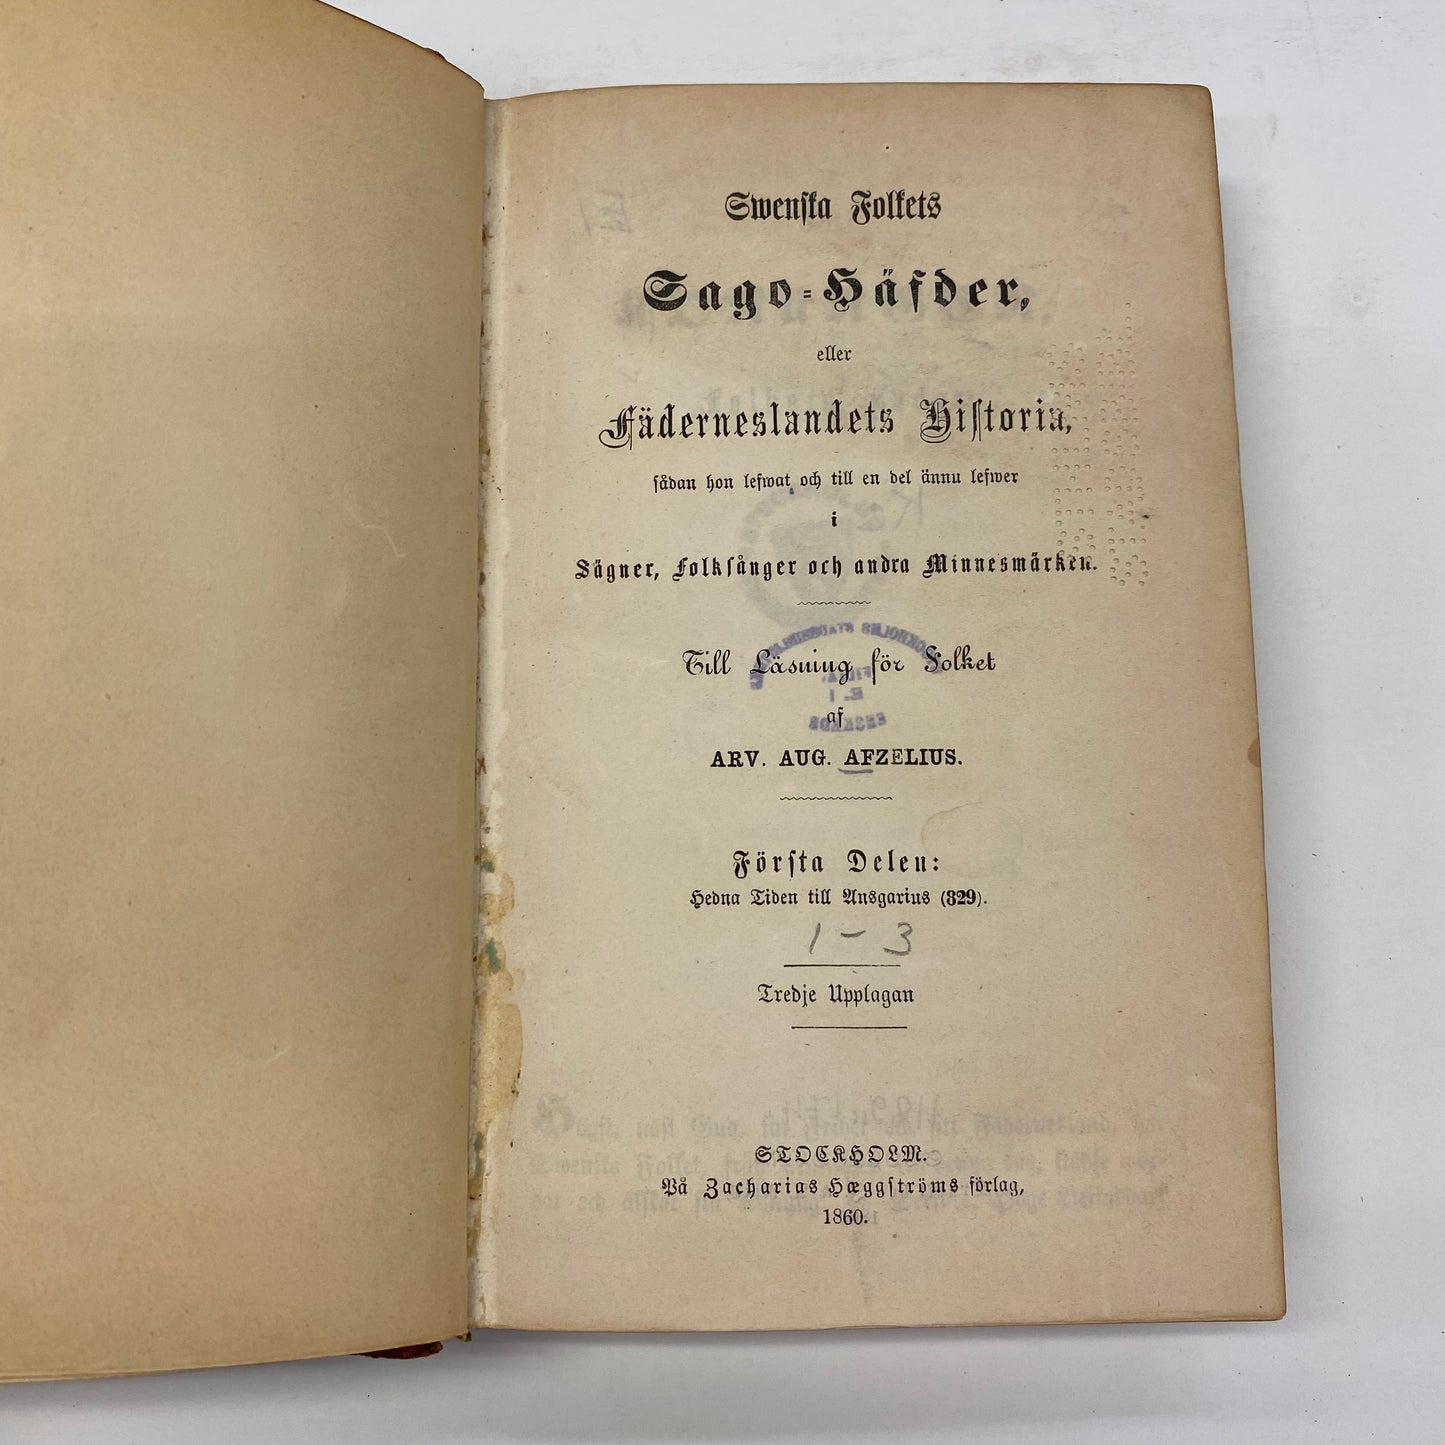 Swenska Folkets
Sago-Häfder,
eller
Fäderneslandets Historia,
sådan hon lefwat och till en del ännu lefwer
i
Sägner, Folksånger och andra Minnesmärken.
Till Läsning för Folket
af
ARV. AUG. AFZELIUS.
Första Delen:
Hedna Tiden till Ansgarius (829).
1 - 3
Tredje Upplagan
STOCKHOLM.
På Zacharias Hæggströms förlag,
1860.